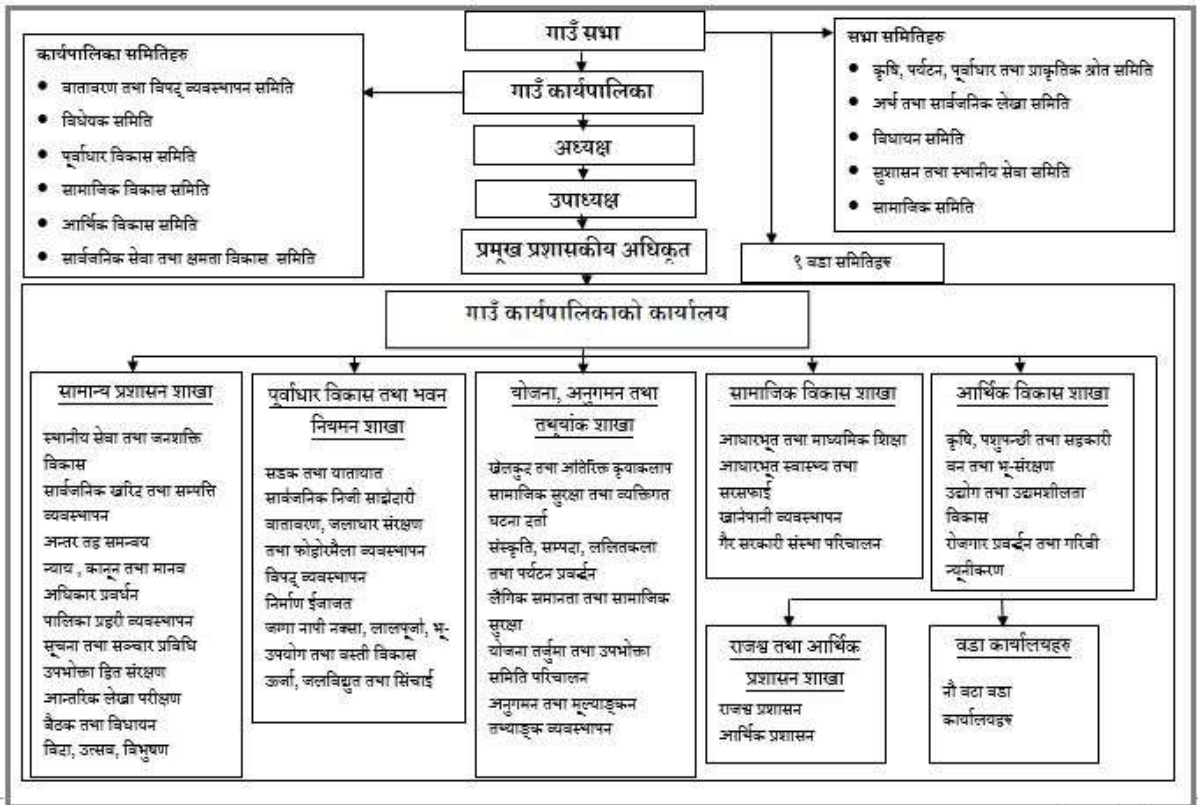 गाउँ सभा
कार्यपालिका समितिहरु
वातावरण तथा विपद् व्यवस्थापन समिति
विधेयक समिति
पूर्वाधार विकास समिति
सामाजिक विकास समिति
आर्थिक विकास समिति
सार्वजनिक सेवा तथा क्षमता विकास समिति
गाउँ कार्यपालिका
अध्यक्ष
उपाध्यक्ष
प्रमुख प्रशासकीय अधिकृत
सभा समितिहरु
कृषि, पर्यटन, पूर्वाधार तथा प्राकृतिक श्रोत समिति
अर्थ तथा सार्वजनिक लेखा समिति
विधायन समिति
सुशासन तथा स्थानीय सेवा समिति
सामाजिक समिति
९ वडा समितिहरु
गाउँ कार्यपालिकाको कार्यालय
सामान्य प्रशासन शाखा
स्थानीय सेवा तथा जनशक्ति
विकास
सार्वजनिक खरिद तथा सम्पत्ति
व्यवस्थापन
अन्तर तह समन्वय
न्याय , कानून तथा मानव
अधिकार प्रवर्धन
पालिका प्रहरी व्यवस्थापन
सूचना तथा सञ्चार प्रविधि
उपभोक्ता हित संरक्षण
आन्तरिक लेखा परीक्षण
बैठक तथा विधायन
विदा, उत्सव, विभुषण
पूर्वाधार विकास तथा भवन
नियमन शाखा
सडक तथा यातायात
सार्वजनिक निजी साझेदारी
वातावरण, जलाधार संरक्षण
तथा फोहोरमैला व्यवस्थापन
विपद् व्यवस्थापन
निर्माण ईजाजत
जग्गा नापी नक्सा, लालपूर्जा, भू-
उपयोग तथा वस्ती विकास
ऊर्जा, जलविद्युत तथा सिंचाई
योजना, अनुगमन तथा
तथ्यांक शाखा
खेलकुद तथा अतिरिक्त कृयाकलाप
सामाजिक सुरक्षा तथा व्यक्तिगत
घटना दर्ता
संस्कृति, सम्पदा, ललितकला
तथा पर्यटन प्रवर्द्धन
लैंगिक समानता तथा सामाजिक
सुरक्षा
योजना तर्जुमा तथा उपभोक्ता
समिति परिचालन
अनुगमन तथा मूल्याङ्कन
तथ्याङ्क व्यवस्थापन
सामाजिक विकास शाखा
आधारभूत तथा माध्यमिक शिक्षा
आधारभूत स्वास्थ्य तथा
सरसफाई
खानेपानी व्यवस्थापन
गैर सरकारी संस्था परिचालन
आर्थिक विकास शाखा
कृषि, पशुपन्छी तथा सहकारी
वन तथा भू-संरक्षण
उद्योग तथा उद्यमशीलता
विकास
रोजगार प्रवर्द्धन तथा गरिवी
न्यूनीकरण
राजश्व तथा आर्थिक
प्रशासन शाखा
राजश्व प्रशासन
आर्थिक प्रशासन
वडा कार्यालयहरु
नौ वटा वडा
कार्यालयहरु